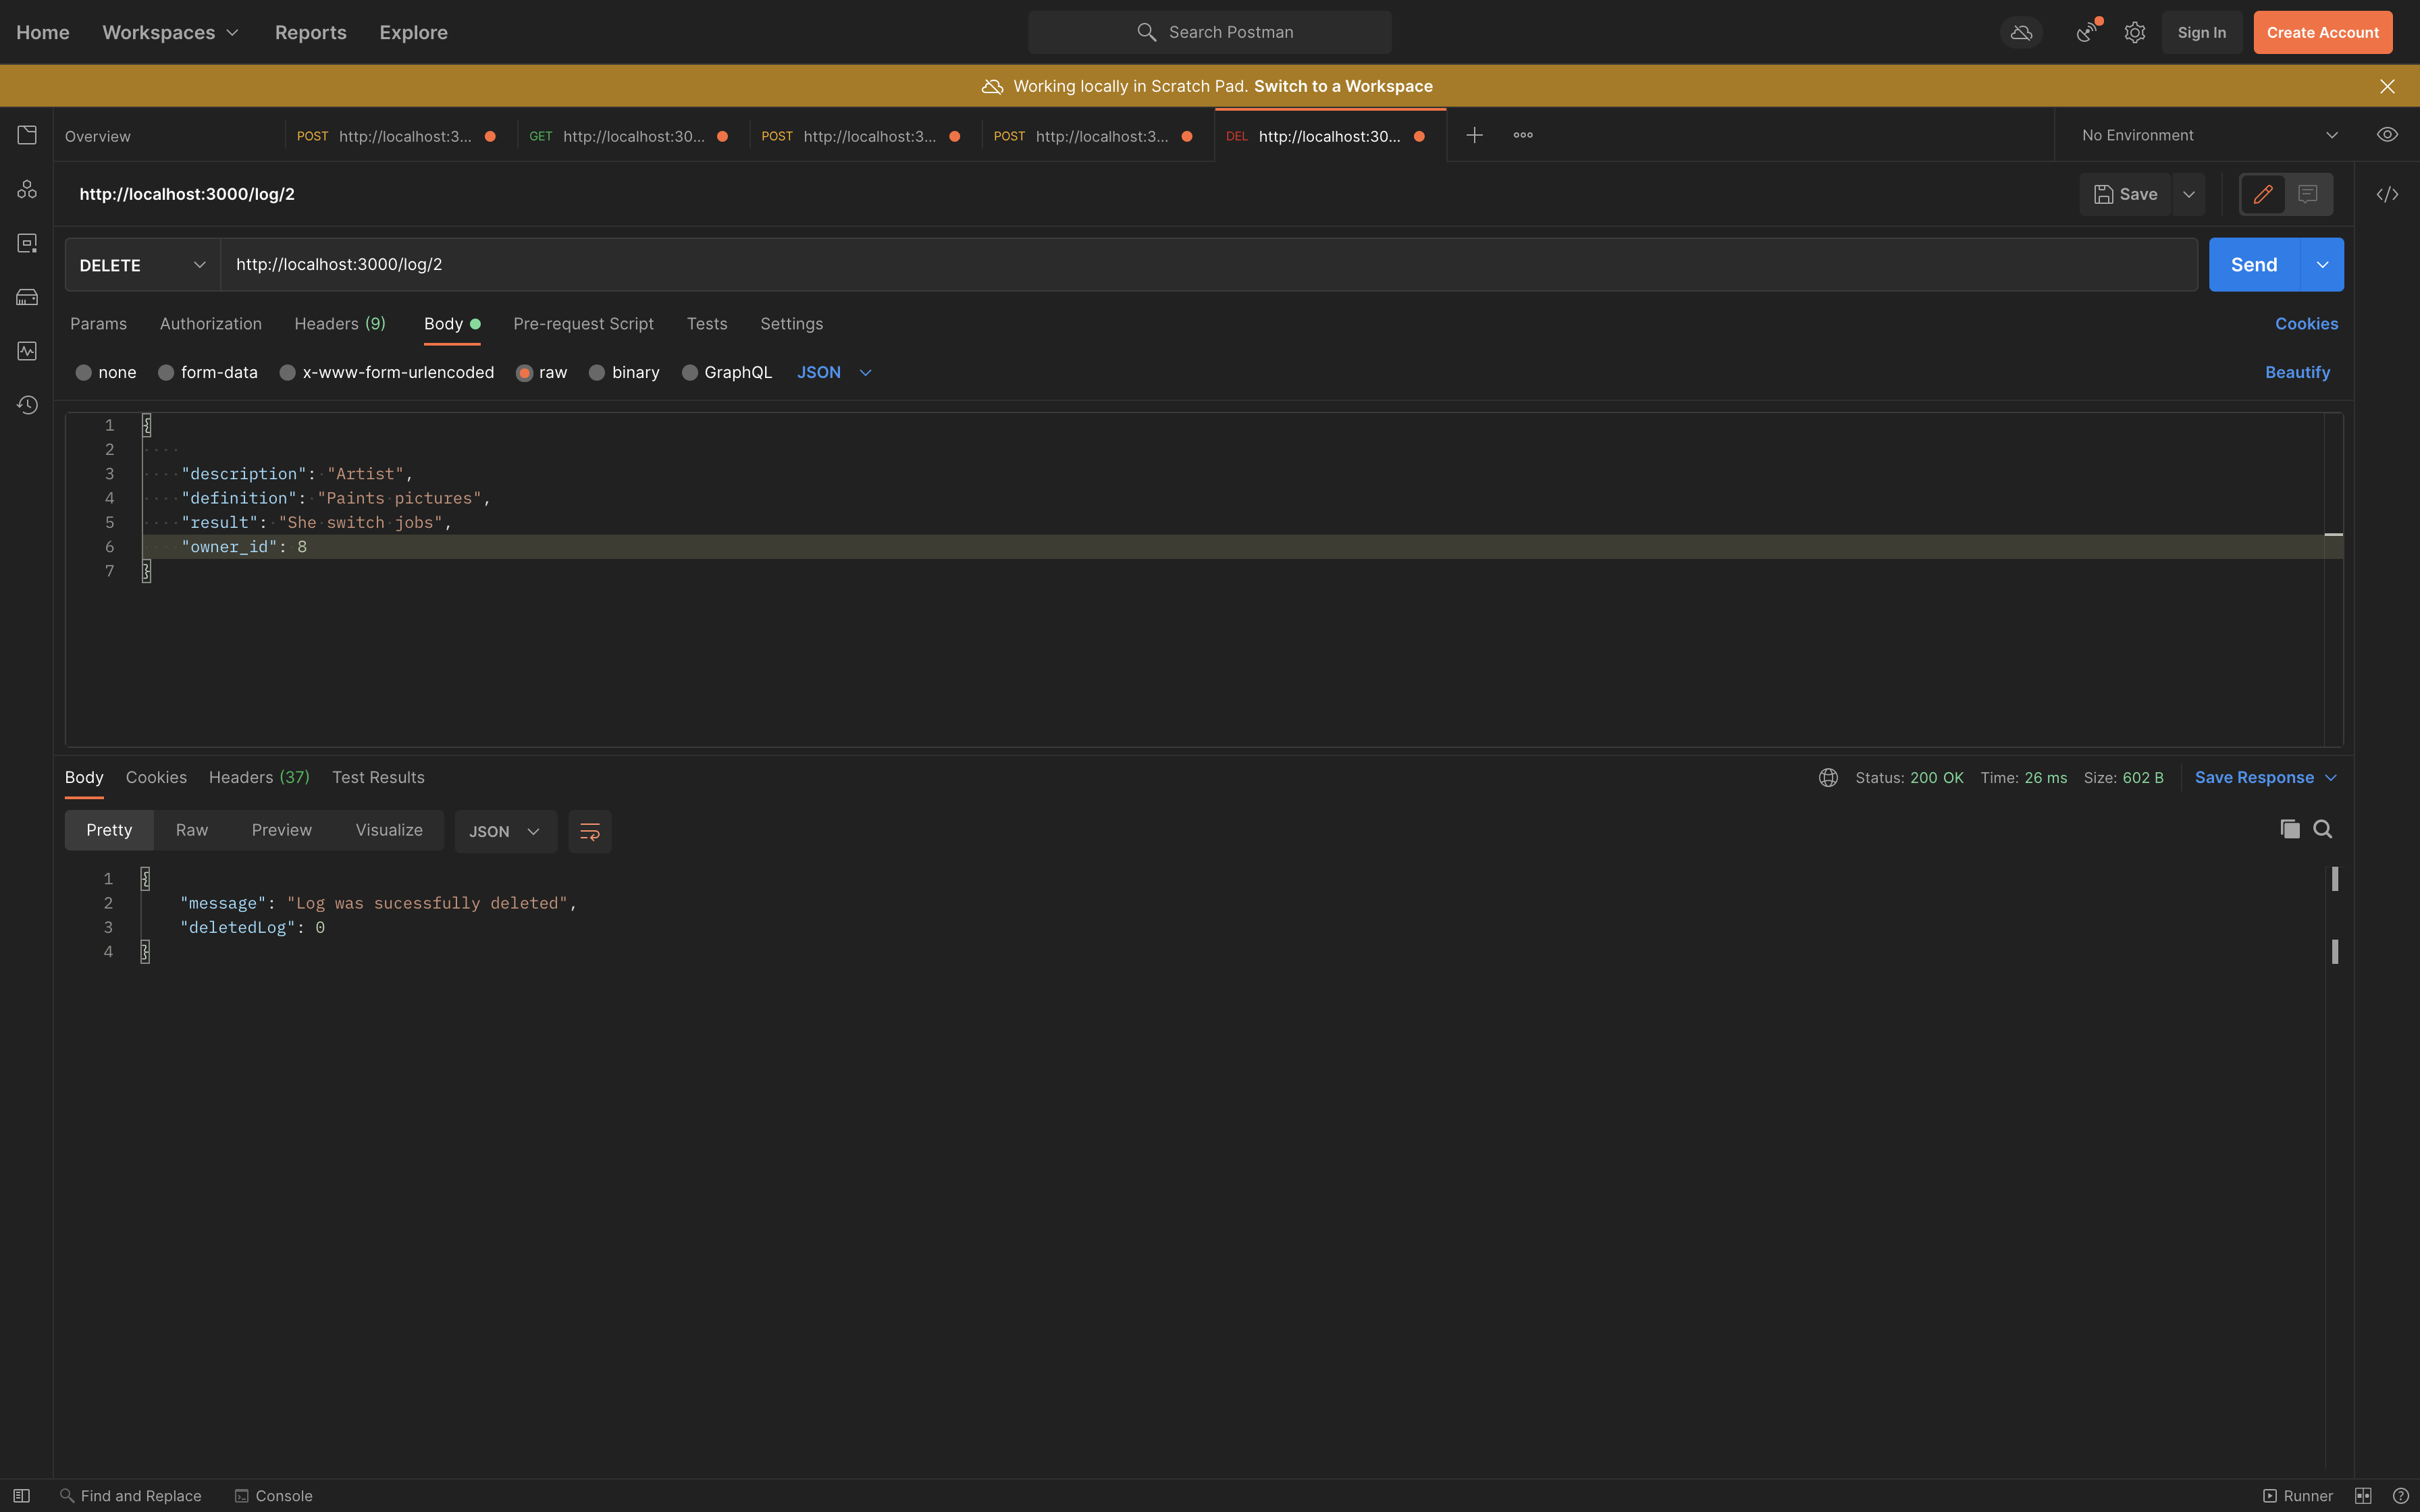 Home Workspaces Reports Explore Search Postman Sign In Create Account
Working locally in Scratch Pad. Switch to a Workspace
Overview POST http://localhost:3... GET http://localhost:30... POST http://localhost:3... POST http://localhost:3... DEL http://localhost:30... No Environment
http://localhost:3000/log/2 Save
DELETE http://localhost:3000/log/2 Send
Params Authorization Headers (9) Body Pre-request Script Tests Settings Cookies
none form-data x-www-form-urlencoded raw binary GraphQL JSON Beautify
1 {
2
3 "description": "Artist",
4 "definition": "Paints pictures",
5 "result": "She switch jobs",
6 "owner_id": 8
7 }
Body Cookies Headers (37) Test Results Status: 200 OK Time: 26 ms Size: 602 B Save Response
Pretty Raw Preview Visualize JSON
1 {
2 "message": "Log was sucessfully deleted",
3 "deletedLog": 0
4 }
Find and Replace Console Runner